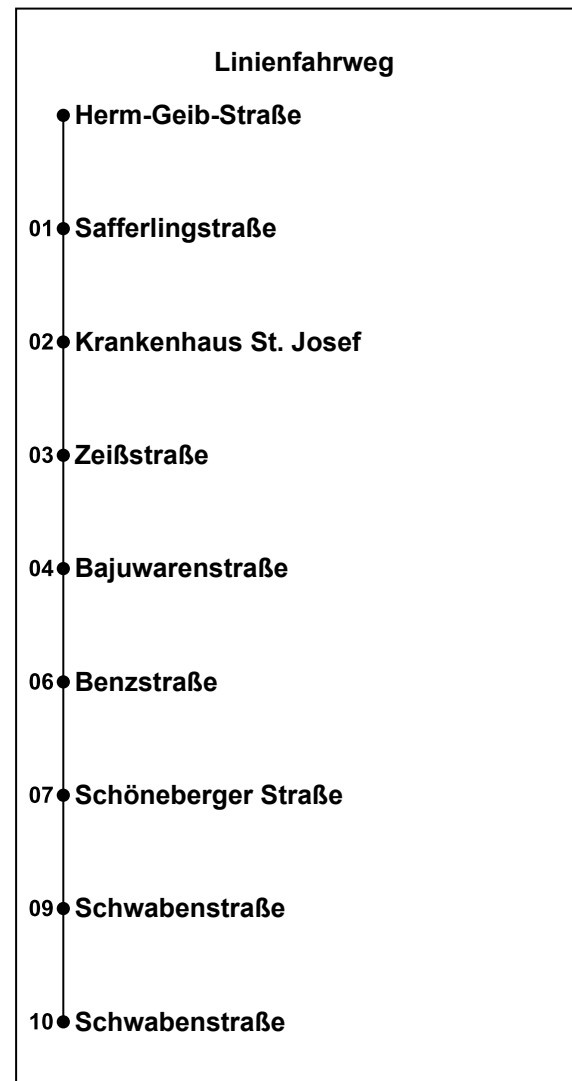 Linienfahrweg
Herm-Geib-Straße
01 Safferlingstraße
02 Krankenhaus St. Josef
03 Zeißstraße
04 Bajuwarenstraße
06 Benzstraße
07 Schöneberger Straße
09 Schwabenstraße
10 Schwabenstraße